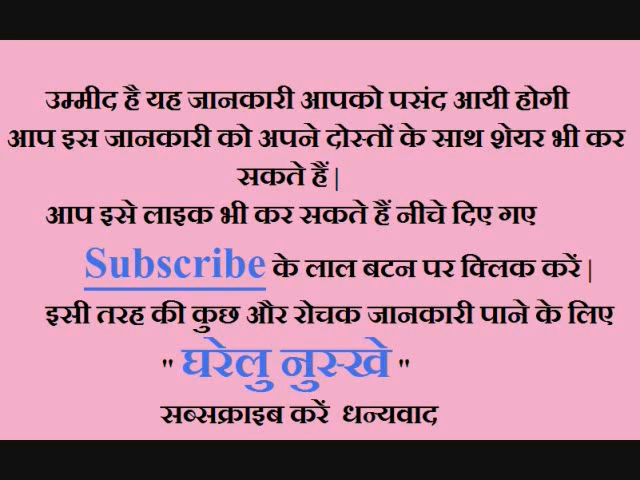 उम्मीद है यह जानकारी आपको पसंद आयी होगी
आप इस जानकारी को अपने दोस्तों के साथ शेयर भी कर
सकते हैं |
आप इसे लाइक भी कर सकते हैं नीचे दिए गए
Subscribe के लाल बटन पर क्लिक करें |
इसी तरह की कुछ और रोचक जानकारी पाने के लिए
" घरेलु नुस्खे "
सब्सक्राइब करें धन्यवाद